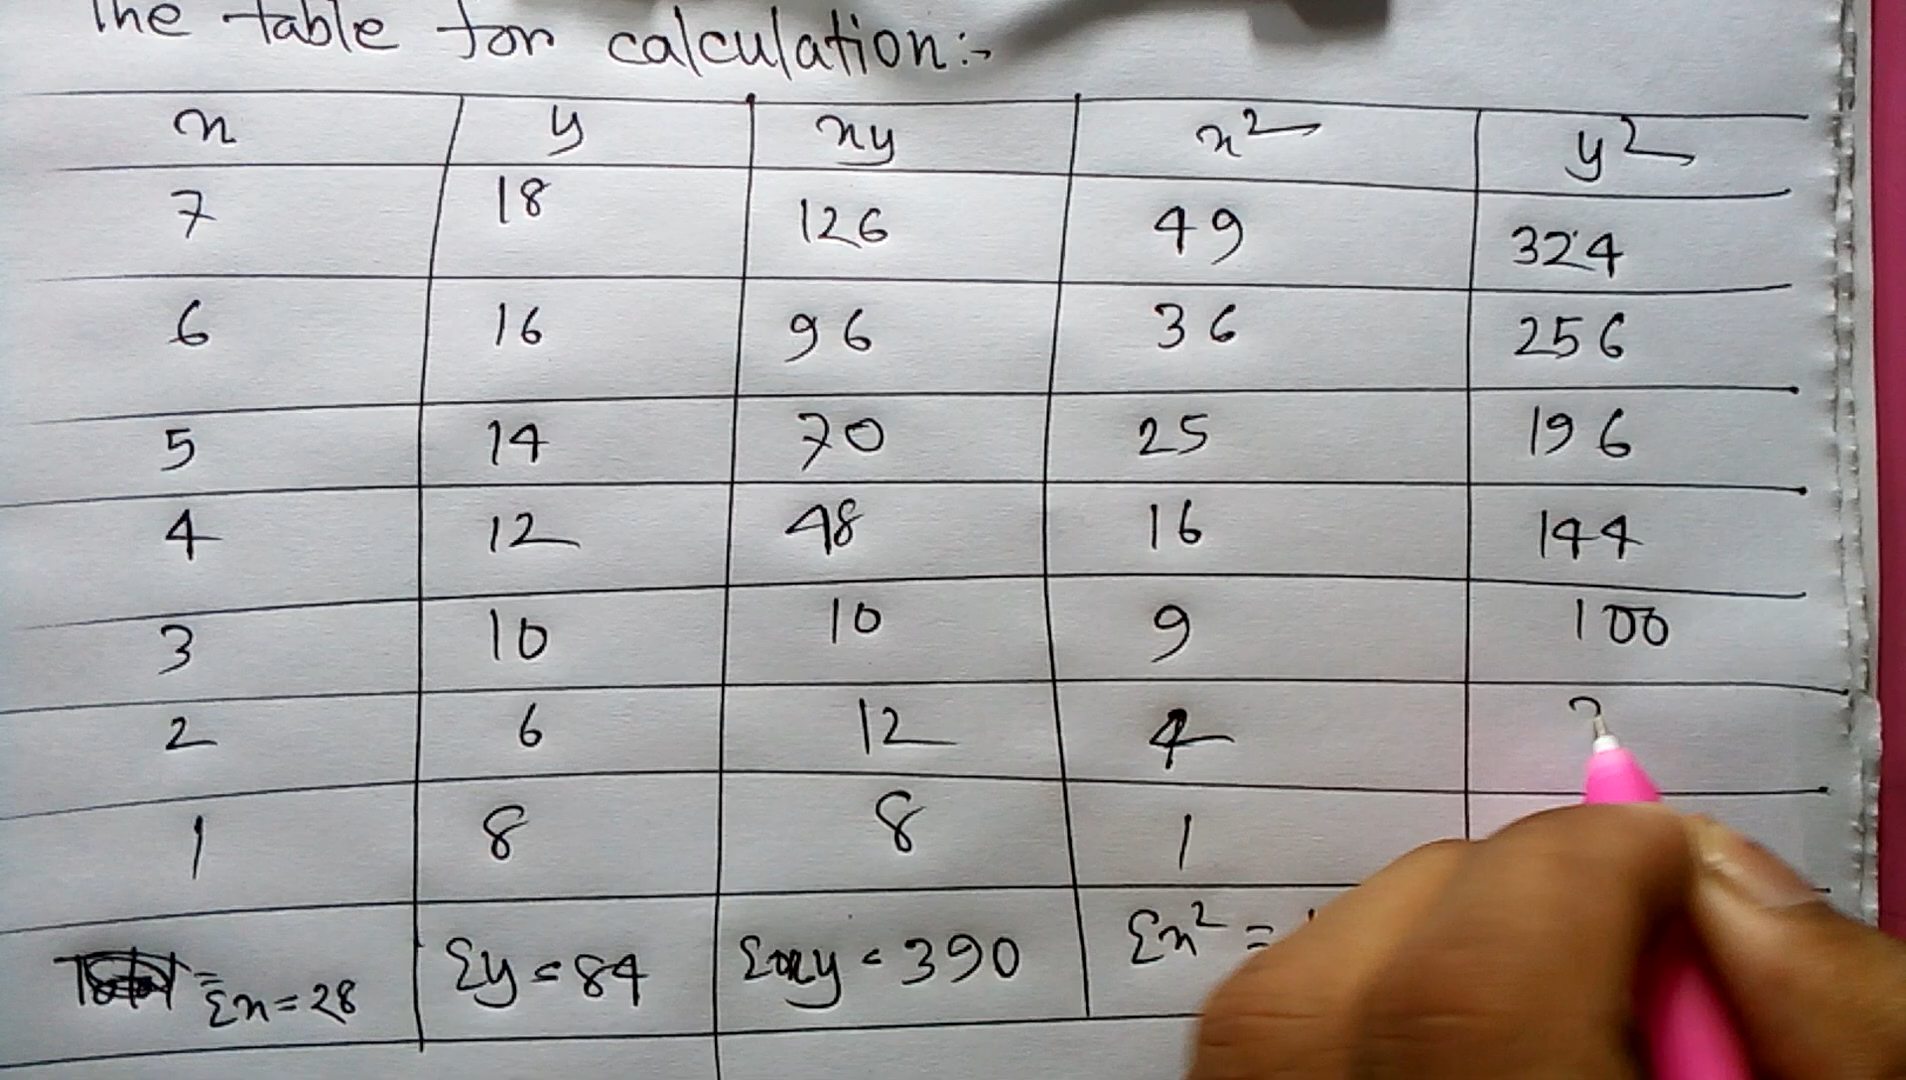 The table for calculation:-
x y xy x² y²
7 18 126 49 324
6 16 96 36 256
5 14 70 25 196
4 12 48 16 144
3 10 10 9 100
2 6 12 4
1 8 8 1
Σx=28 Σy=84 Σxy=390 Σx²=